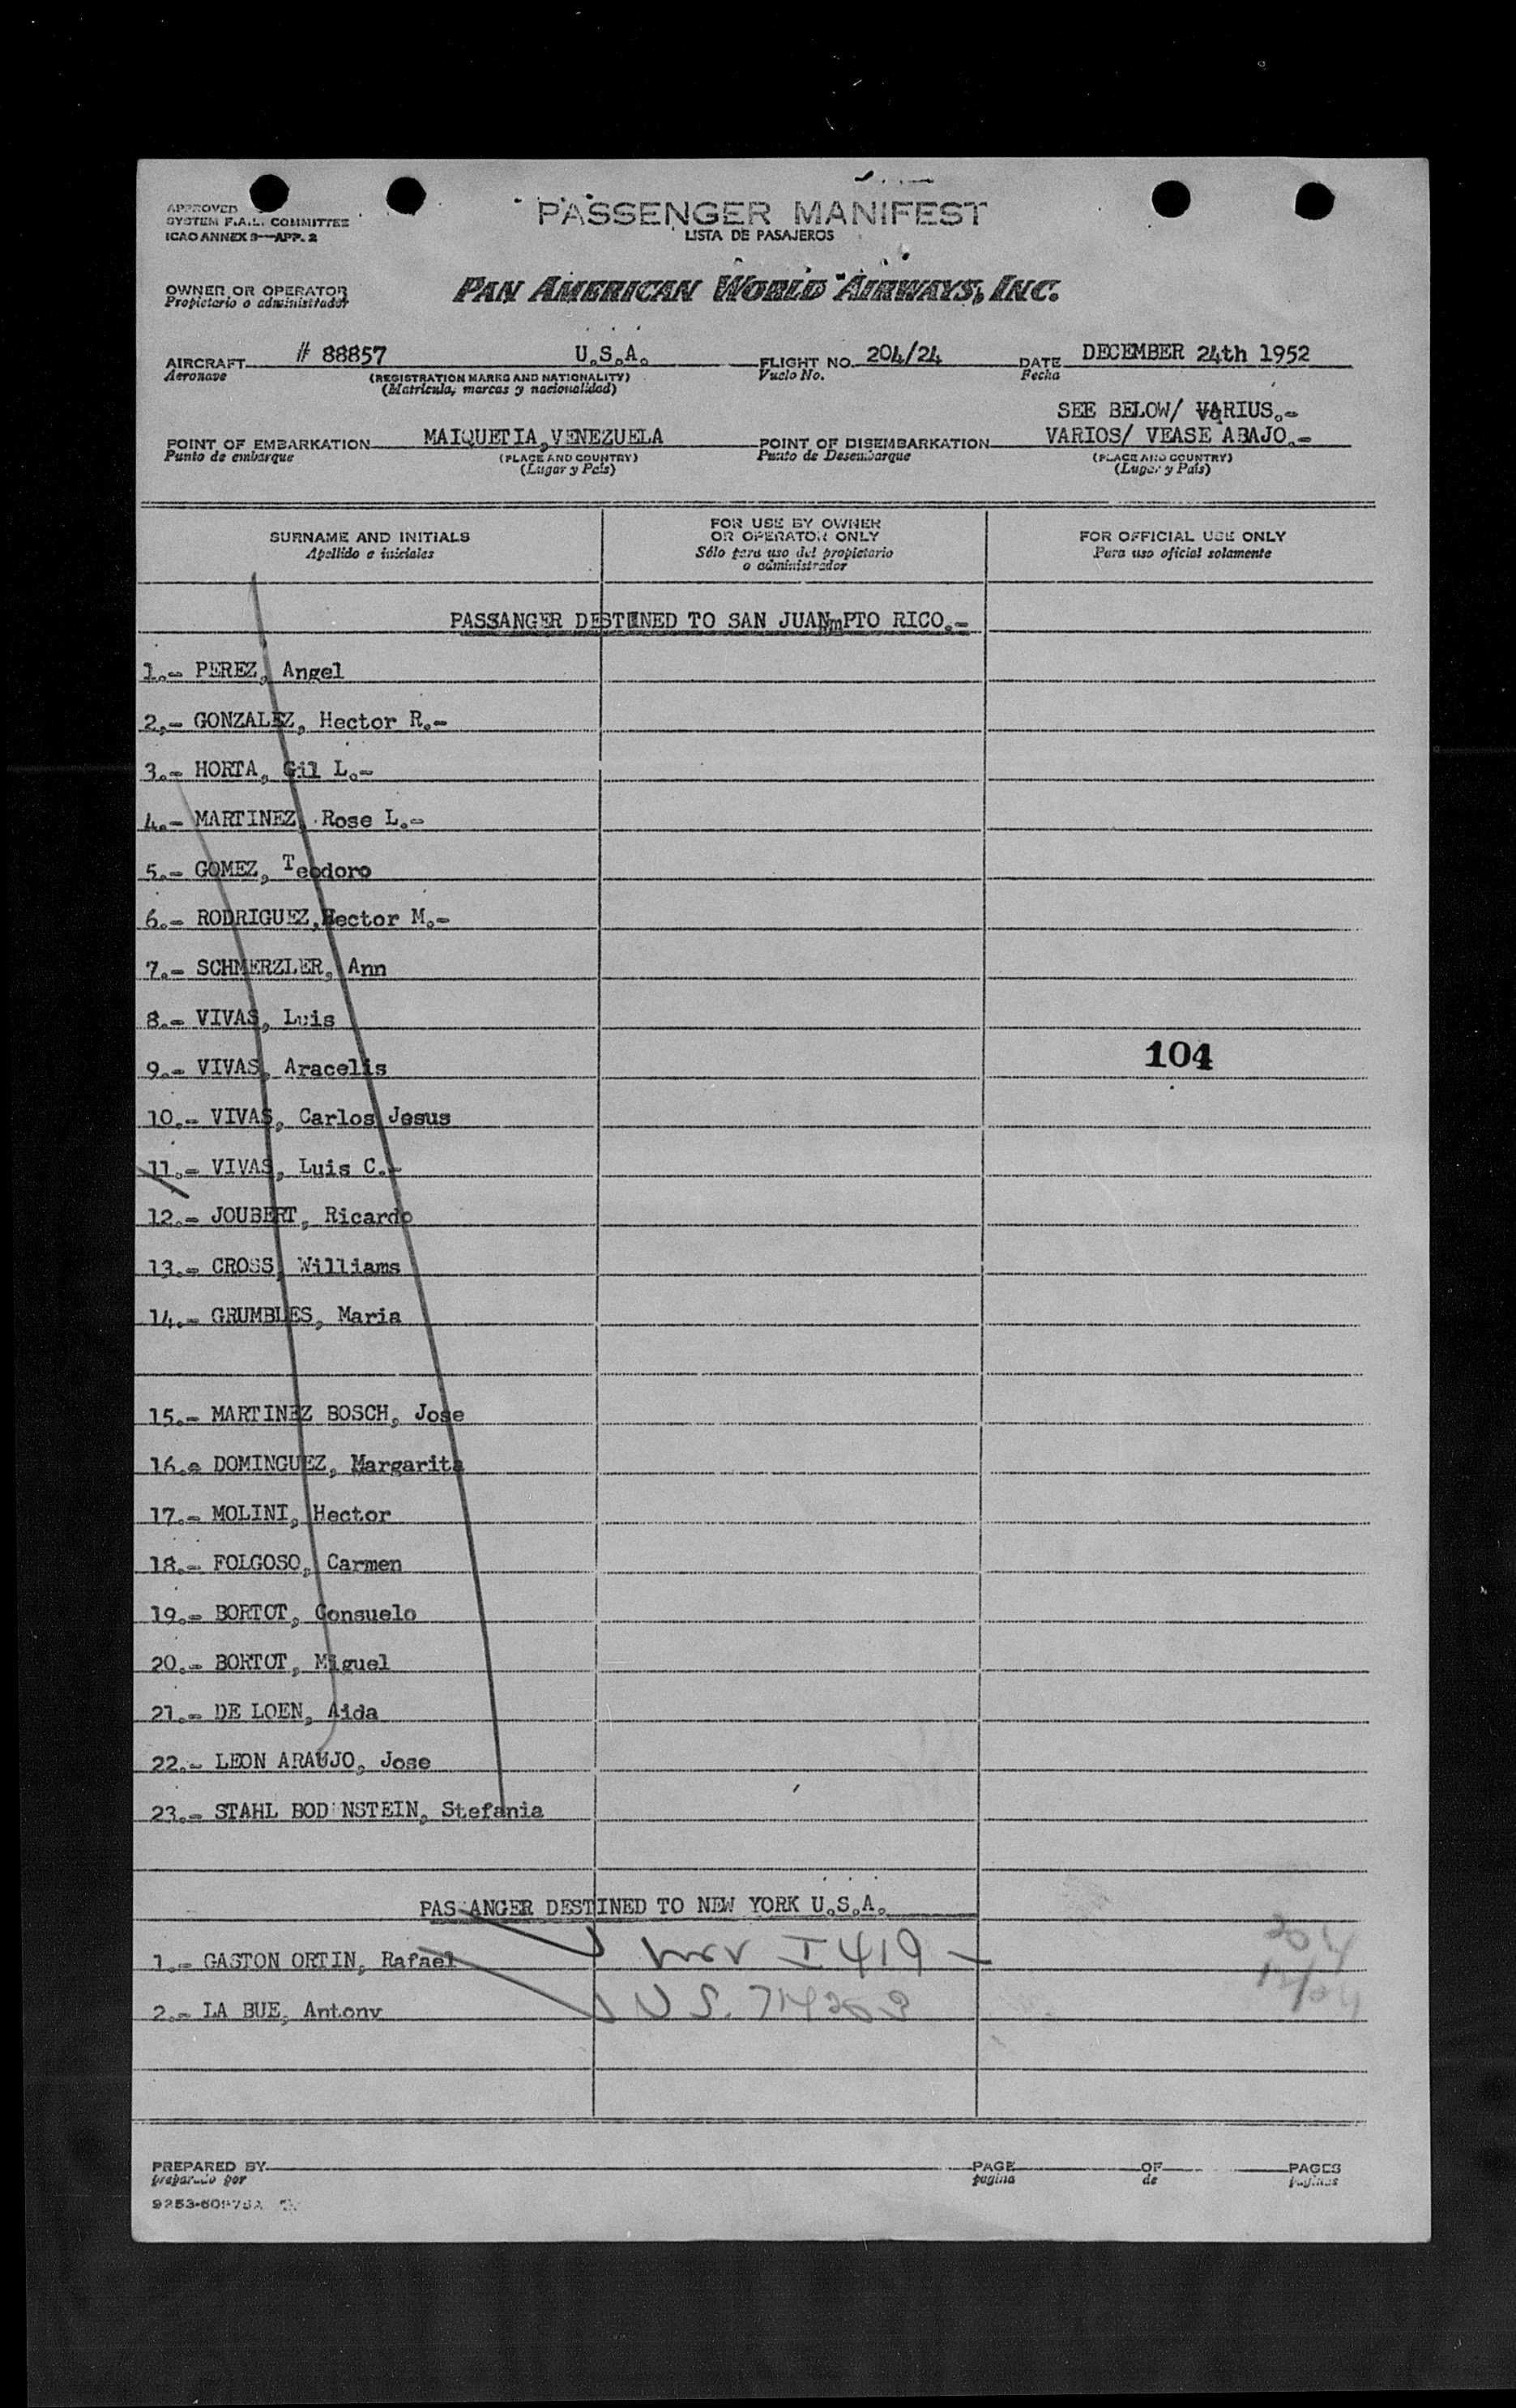 APPROVED
SYSTEM F.A.L. COMMITTEE
ICAO ANNEX 9—APP. 2
PASSENGER MANIFEST
LISTA DE PASAJEROS
OWNER OR OPERATOR
Propietario o administrador
PAN AMERICAN WORLD AIRWAYS, INC.
AIRCRAFT # 88857 U.S.A. FLIGHT NO. 204/24 DATE DECEMBER 24th 1952
Aeronave (REGISTRATION MARKS AND NATIONALITY) Vuelo No. Fecha
(Matricula, marcas y nacionalidad)
SEE BELOW/ VARIUS.-
POINT OF EMBARKATION MAIQUETIA,VENEZUELA POINT OF DISEMBARKATION VARIOS/ VEASE ABAJO.-
Punto de embarque (PLACE AND COUNTRY) Punto de Desembarque (PLACE AND COUNTRY)
(Lugar y País) (Lugar y País)
SURNAME AND INITIALS
Apellido e iniciales
FOR USE BY OWNER
OR OPERATOR ONLY
Sólo para uso del propietario
o administrador
FOR OFFICIAL USE ONLY
Para uso oficial solamente
PASSANGER DESTINED TO SAN JUANmPTO RICO.-
1.- PEREZ, Angel
2,- GONZALEZ, Hector R.-
3.- HORTA, Gil L.-
4.- MARTINEZ, Rose L.-
5.- GOMEZ, Teodoro
6.- RODRIGUEZ,Hector M.-
7.- SCHMERZLER, Ann
8.- VIVAS, Luis
9.- VIVAS, Aracelis
104
10.- VIVAS, Carlos Jesus
11.- VIVAS, Luis C.-
12.- JOUBERT, Ricardo
13.- CROSS, Williams
14.- GRUMBLES, Maria
15.- MARTINEZ BOSCH, Jose
16.- DOMINGUEZ, Margarita
17.- MOLINI, Hector
18.- FOLGOSO, Carmen
19.- BORTOT, Consuelo
20.- BORTOT, Miguel
21.- DE LOEN, Aida
22.- LEON ARAUJO, Jose
23.- STAHL BOD NSTEIN, Stefania
PAS ANGER DESTINED TO NEW YORK U.S.A.
1.- GASTON ORTIN, Rafael I 419
2.- LA BUE, Antony U S. 714203
PREPARED BY PAGE OF PAGES
preparado por pagina de paginas